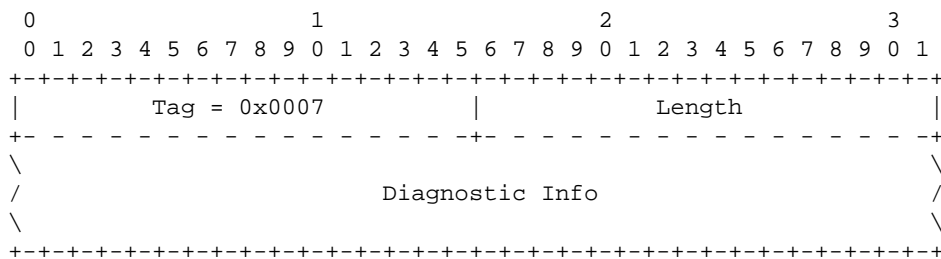 0                   1                   2                   3
 0 1 2 3 4 5 6 7 8 9 0 1 2 3 4 5 6 7 8 9 0 1 2 3 4 5 6 7 8 9 0 1
+-+-+-+-+-+-+-+-+-+-+-+-+-+-+-+-+-+-+-+-+-+-+-+-+-+-+-+-+-+-+-+-+
|         Tag = 0x0007          |            Length             |
+- - - - - - - - - - - - - - - -+- - - - - - - - - - - - - - - -+
\                                                               \
/                         Diagnostic Info                       /
\                                                               \
+-+-+-+-+-+-+-+-+-+-+-+-+-+-+-+-+-+-+-+-+-+-+-+-+-+-+-+-+-+-+-+-+